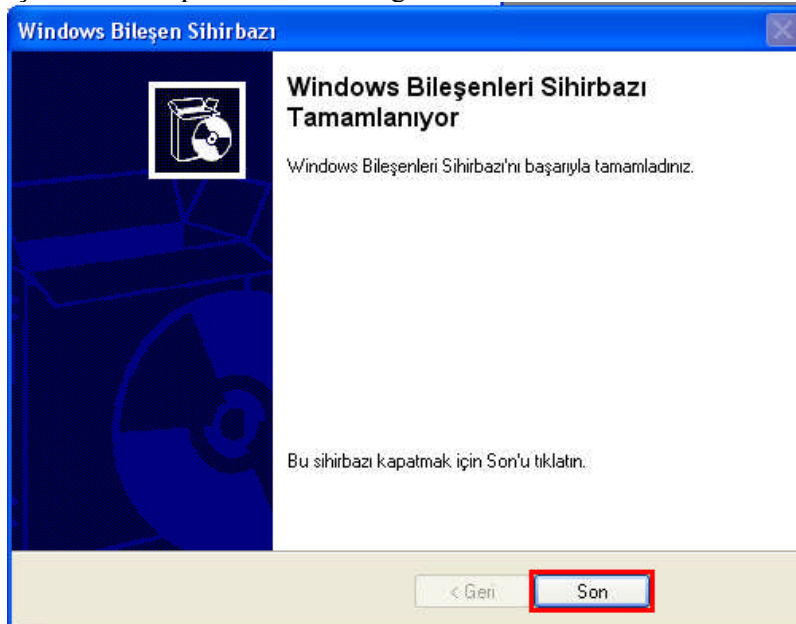 Windows Bileşen Sihirbazı
Windows Bileşenleri Sihirbazı
Tamamlanıyor
Windows Bileşenleri Sihirbazı'nı başarıyla tamamladınız.
Bu sihirbazı kapatmak için Son'u tıklatın.
< Geri
Son